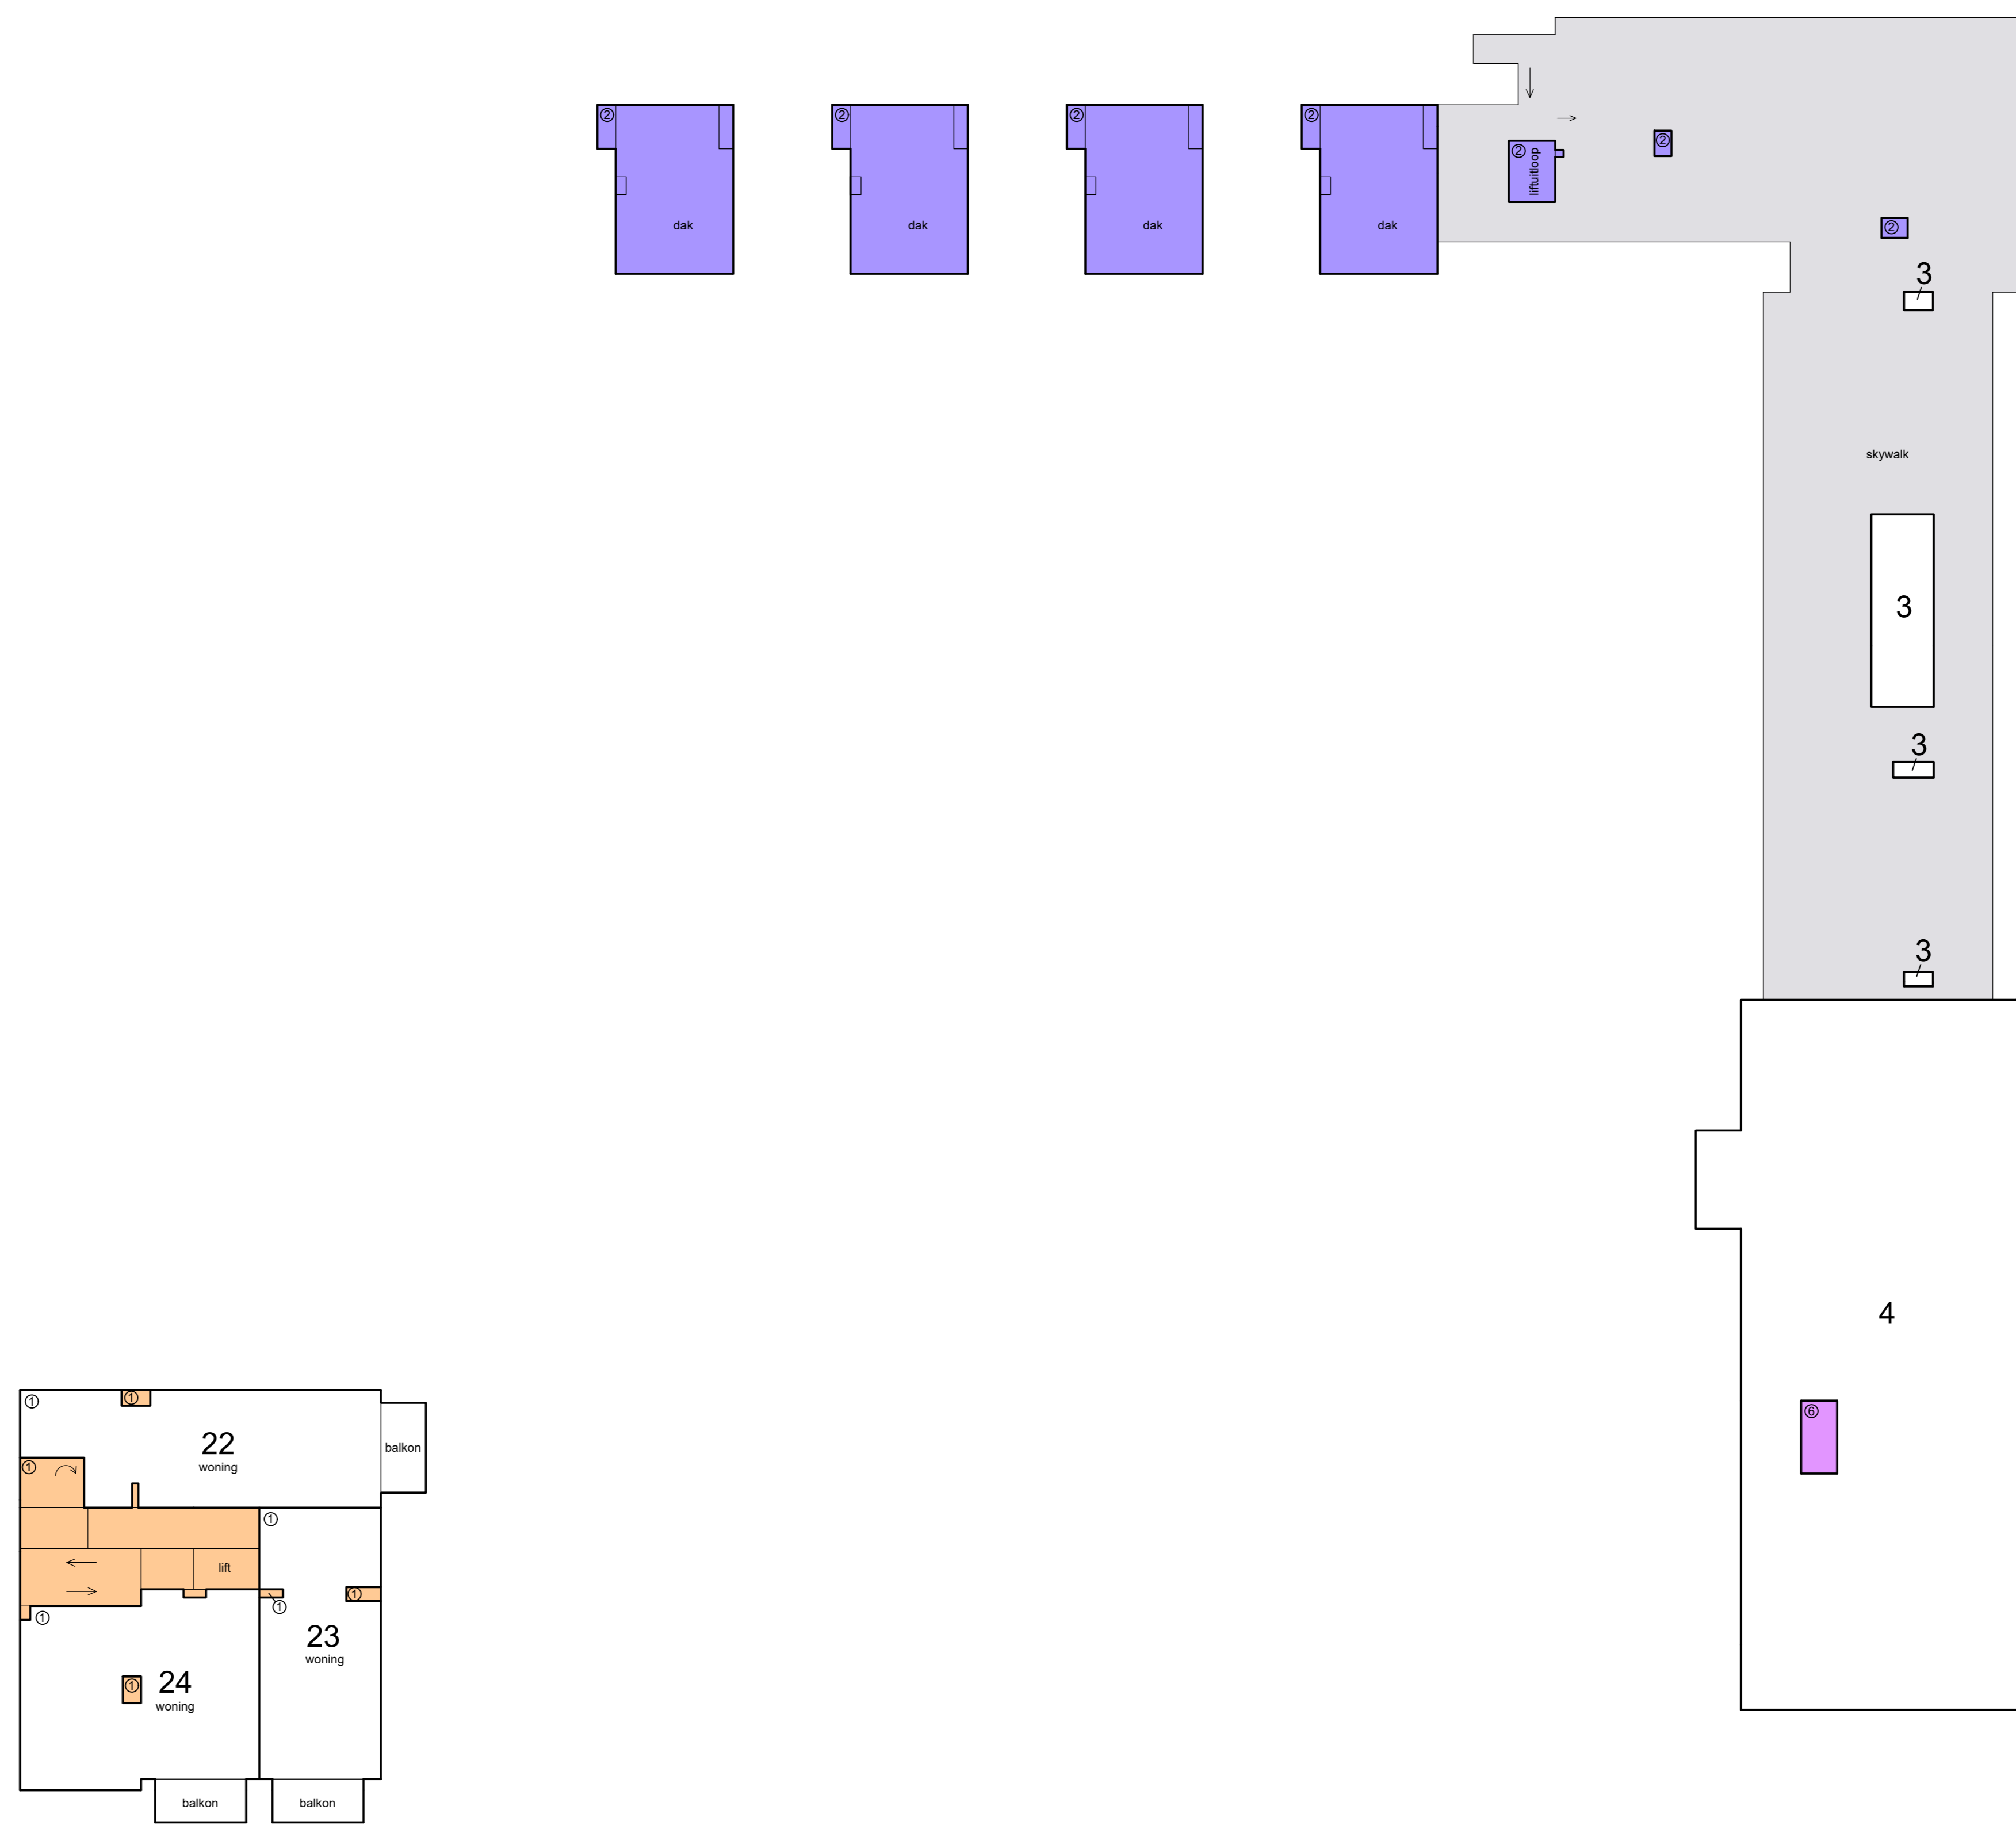 ②
②
②
②
②
liftuitloop
②
dak
dak
dak
dak
②
3
skywalk
3
3
3
4
①
①
22
woning
balkon
①
⑥
①
lift
①
①
①
23
woning
①
24
woning
balkon
balkon